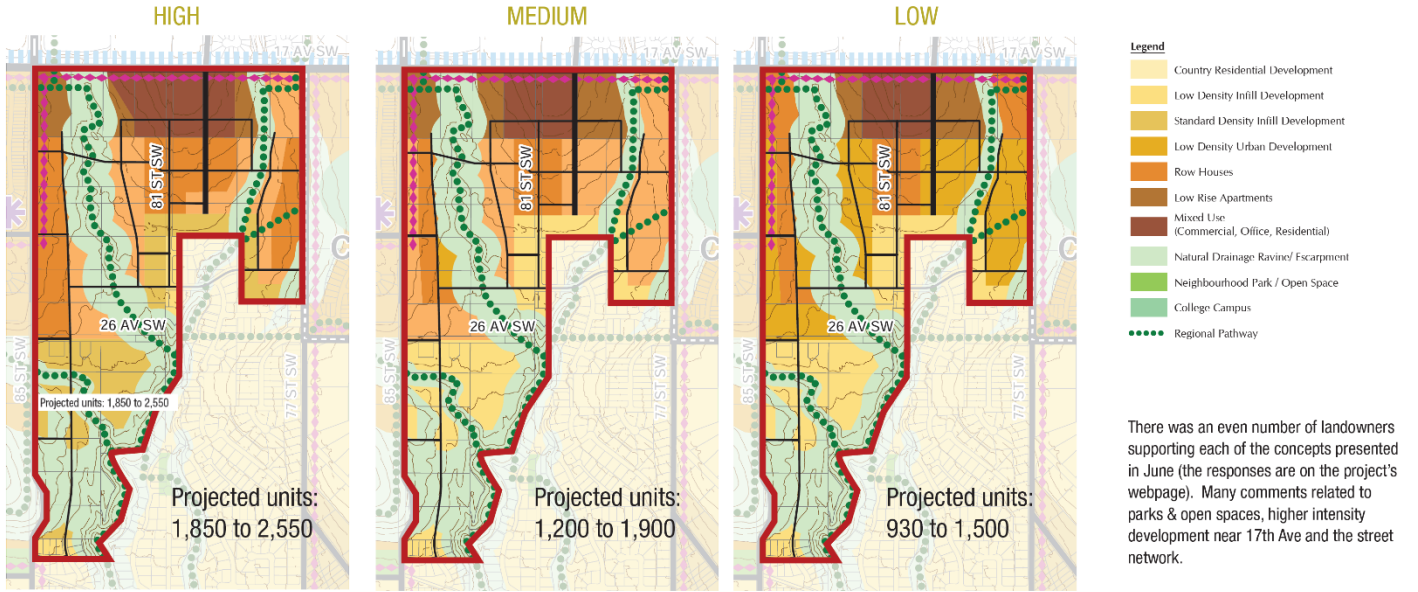 HIGH
MEDIUM
LOW
17 AV SW
81 ST SW
26 AV SW
85 ST SW
77 ST SW
C
Projected units: 1,850 to 2,550
Projected units:
1,850 to 2,550
17 AV SW
81 ST SW
26 AV SW
85 ST SW
77 ST SW
C
Projected units:
1,200 to 1,900
17 AV SW
81 ST SW
26 AV SW
85 ST SW
77 ST SW
C
Projected units:
930 to 1,500
Legend
Country Residential Development
Low Density Infill Development
Standard Density Infill Development
Low Density Urban Development
Row Houses
Low Rise Apartments
Mixed Use
(Commercial, Office, Residential)
Natural Drainage Ravine/ Escarpment
Neighbourhood Park / Open Space
College Campus
Regional Pathway
There was an even number of landowners
supporting each of the concepts presented
in June (the responses are on the project's
webpage).  Many comments related to
parks & open spaces, higher intensity
development near 17th Ave and the street
network.